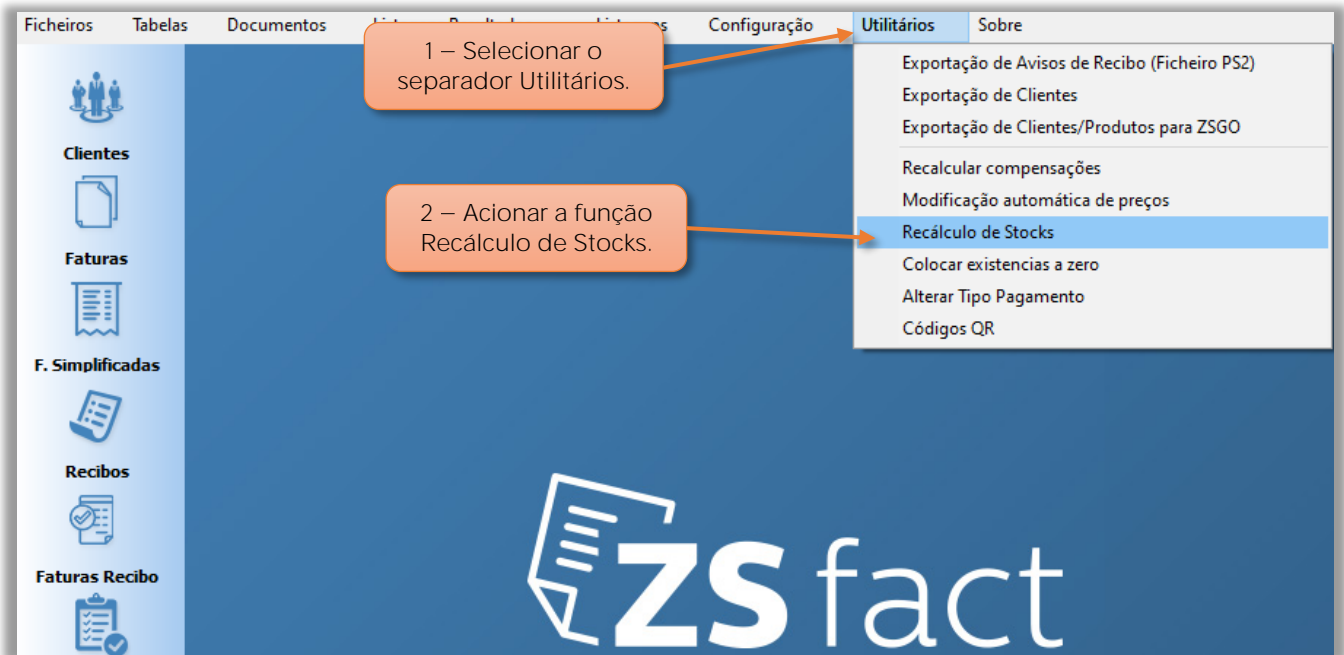 Ficheiros Tabelas Documentos Configuração Utilitários Sobre
1 – Selecionar o
separador Utilitários.
Exportação de Avisos de Recibo (Ficheiro PS2)
Exportação de Clientes
Exportação de Clientes/Produtos para ZSGO
Recalcular compensações
Modificação automática de preços
Recálculo de Stocks
Colocar existencias a zero
Alterar Tipo Pagamento
Códigos QR
2 – Acionar a função
Recálculo de Stocks.
Clientes
Faturas
F. Simplificadas
Recibos
Faturas Recibo
ZS fact